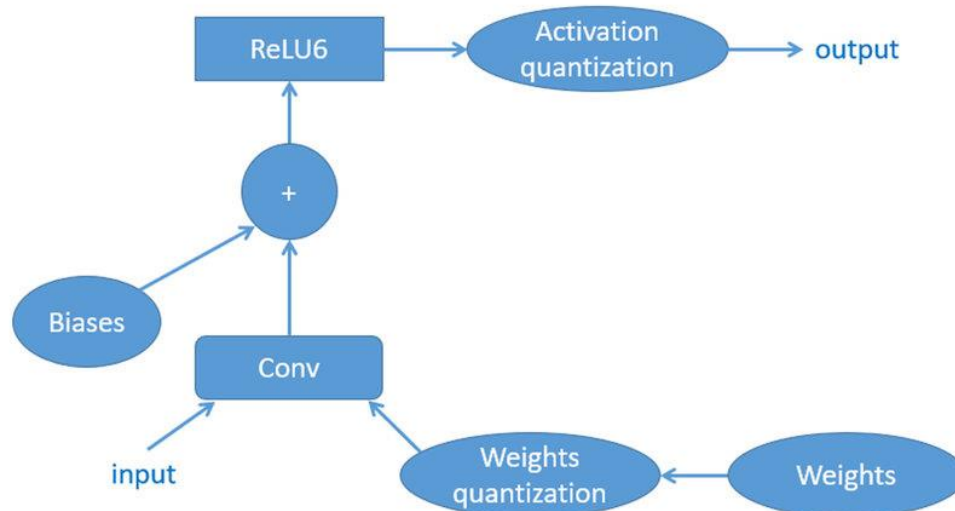 ReLU6
Activation
quantization
output
+
Biases
Conv
input
Weights
quantization
Weights